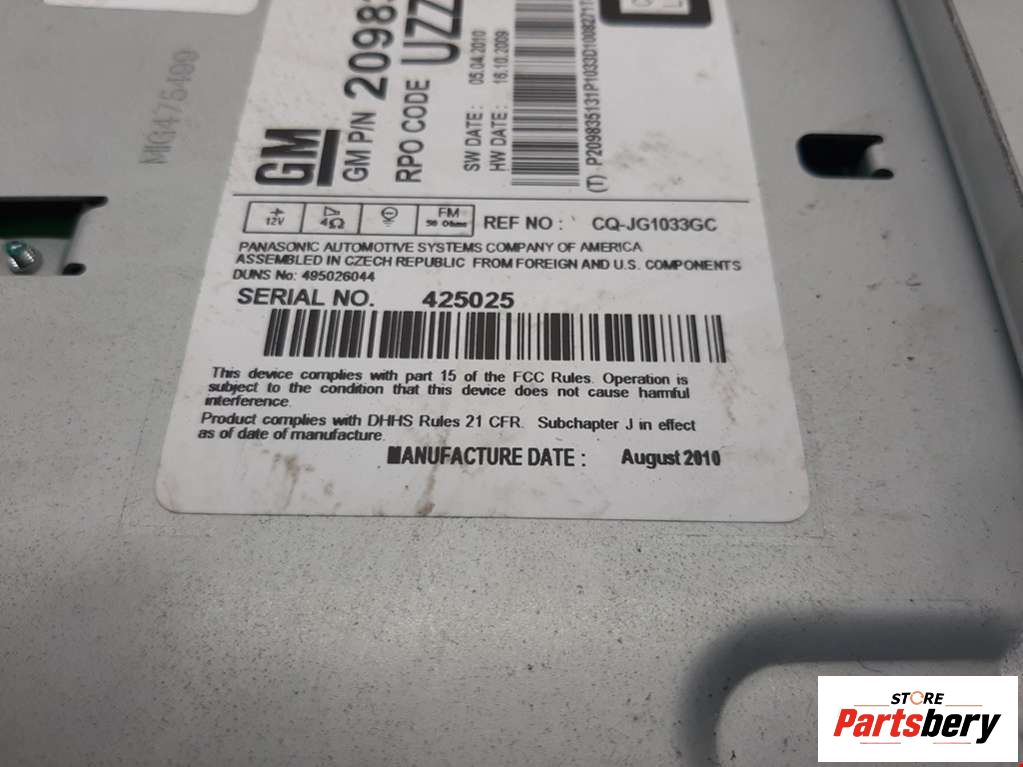 MIG476499
GM
GM P/N 2098
RPO CODE UZZ
SW DATE: 05.04.2010
HW DATE: 16.10.2009
(T) P209835131P1033D10082717
12V
4Ω
FM
50 Ohms
REF NO : CQ-JG1033GC
PANASONIC AUTOMOTIVE SYSTEMS COMPANY OF AMERICA
ASSEMBLED IN CZECH REPUBLIC FROM FOREIGN AND U.S. COMPONENTS
DUNS No: 495026044
SERIAL NO. 425025
This device complies with part 15 of the FCC Rules. Operation is
subject to the condition that this device does not cause harmful
interference.
Product complies with DHHS Rules 21 CFR. Subchapter J in effect
as of date of manufacture.
MANUFACTURE DATE : August 2010
STORE
Partsbery